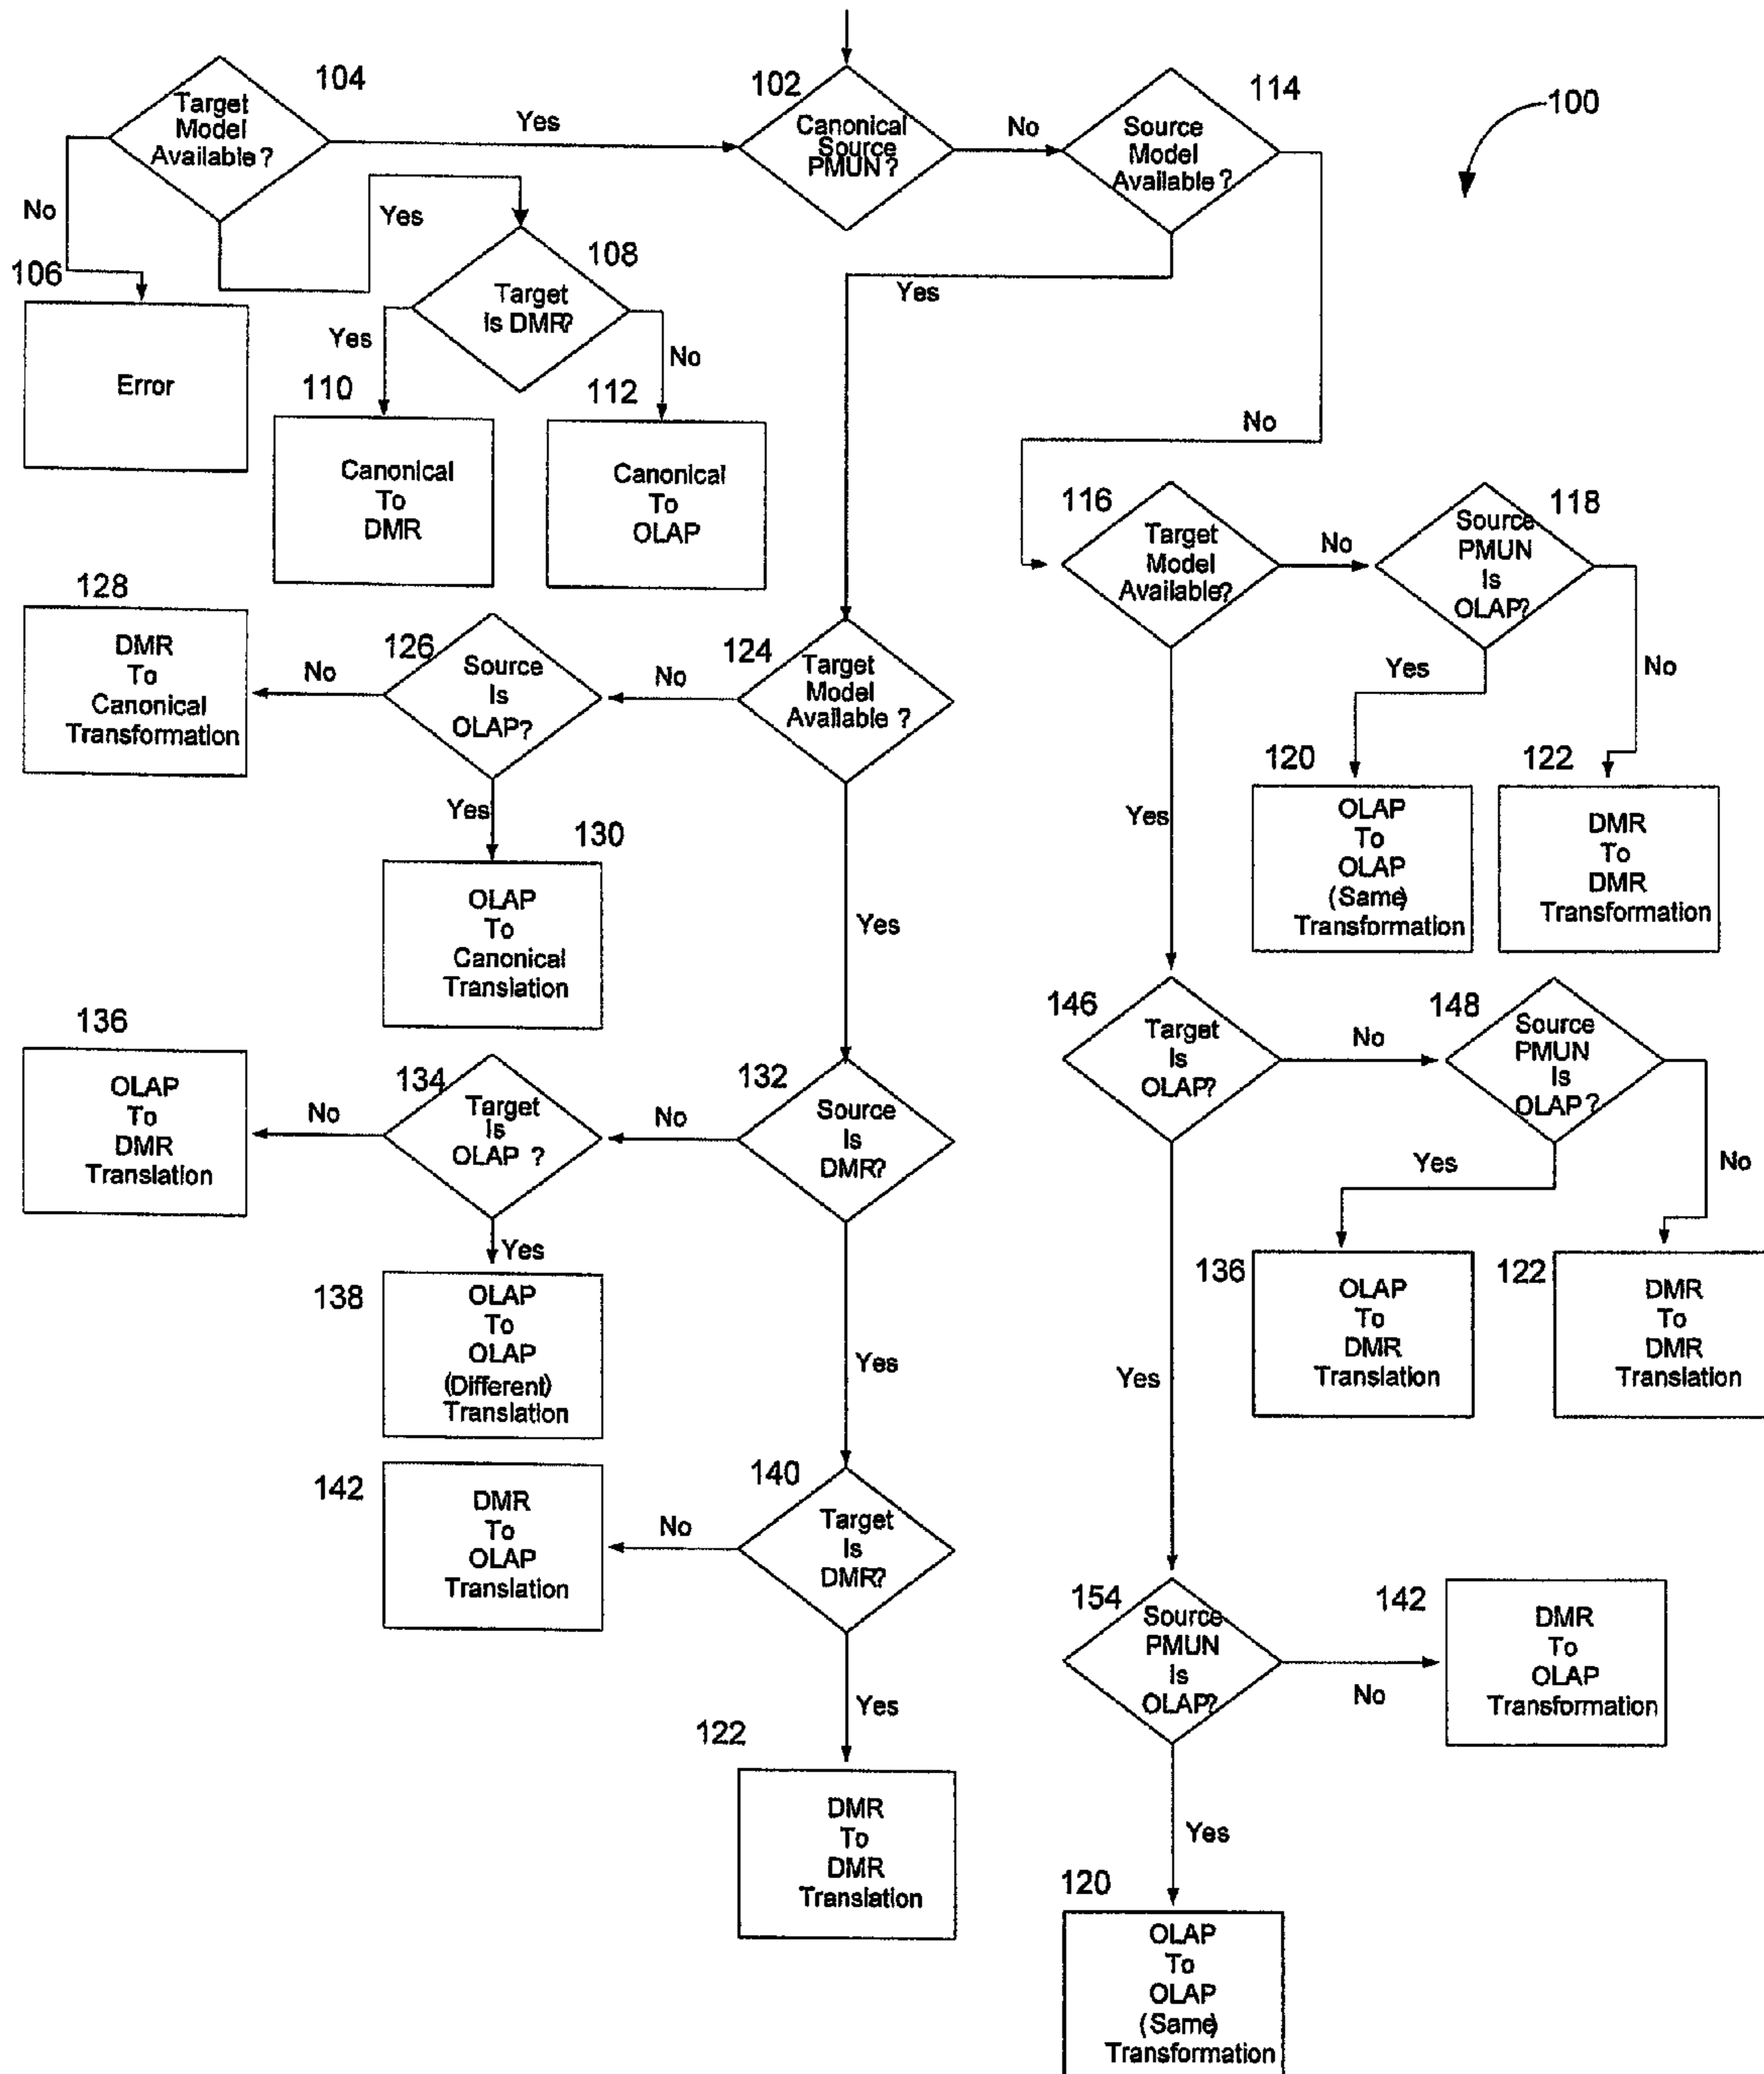 104
Target
Model
Available?
Yes
102
Canonical
Source
PMUN?
No
114
Source
Model
Available?
100
No
Yes
108
Target
Is DMR?
Yes
No
106
Error
110
Canonical
To
DMR
112
Canonical
To
OLAP
Yes
No
116
Target
Model
Available?
No
118
Source
PMUN
Is
OLAP?
Yes
No
120
OLAP
To
OLAP
(Same)
Transformation
122
DMR
To
DMR
Transformation
128
DMR
To
Canonical
Transformation
No
126
Source
Is
OLAP?
No
124
Target
Model
Available ?
Yes
130
OLAP
To
Canonical
Translation
Yes
Yes
136
OLAP
To
DMR
Translation
No
134
Target
Is
OLAP ?
No
132
Source
Is
DMR?
146
Target
Is
OLAP?
No
148
Source
PMUN
Is
OLAP ?
Yes
No
136
OLAP
To
DMR
Translation
122
DMR
To
DMR
Translation
Yes
138
OLAP
To
OLAP
(Different)
Translation
Yes
Yes
142
DMR
To
OLAP
Translation
No
140
Target
Is
DMR?
Yes
122
DMR
To
DMR
Translation
154
Source
PMUN
Is
OLAP?
No
142
DMR
To
OLAP
Transformation
Yes
120
OLAP
To
OLAP
(Same)
Transformation